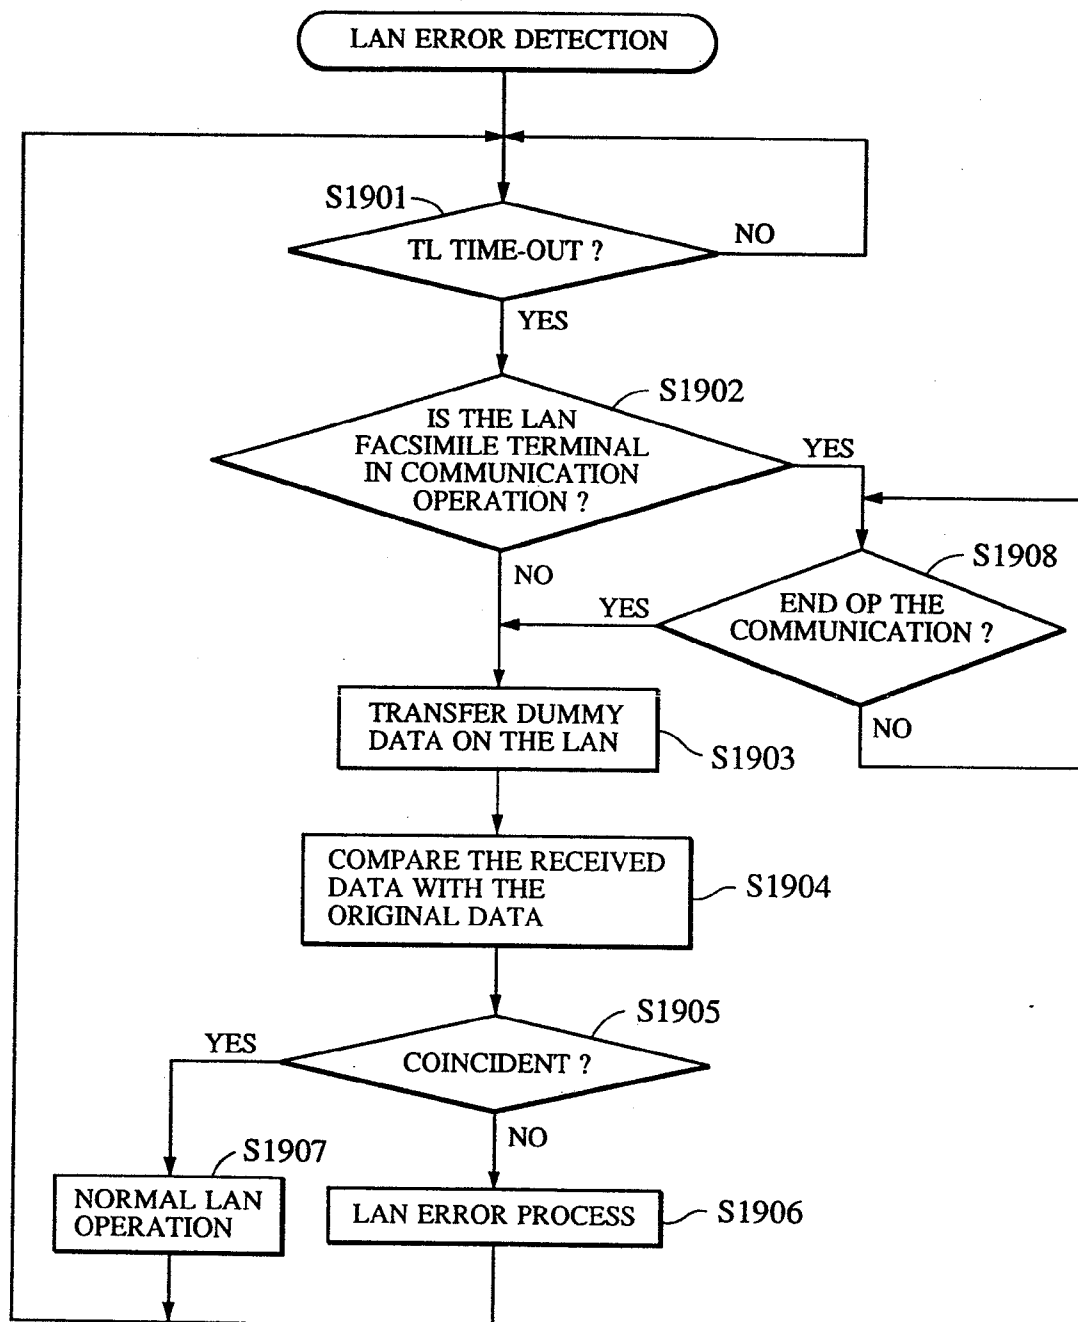 LAN ERROR DETECTION
S1901
TL TIME-OUT ?
NO
YES
S1902
IS THE LAN
FACSIMILE TERMINAL
IN COMMUNICATION
OPERATION ?
YES
NO
S1908
END OP THE
COMMUNICATION ?
YES
NO
TRANSFER DUMMY
DATA ON THE LAN
S1903
COMPARE THE RECEIVED
DATA WITH THE
ORIGINAL DATA
S1904
S1905
COINCIDENT ?
YES
NO
S1907
NORMAL LAN
OPERATION
LAN ERROR PROCESS
S1906